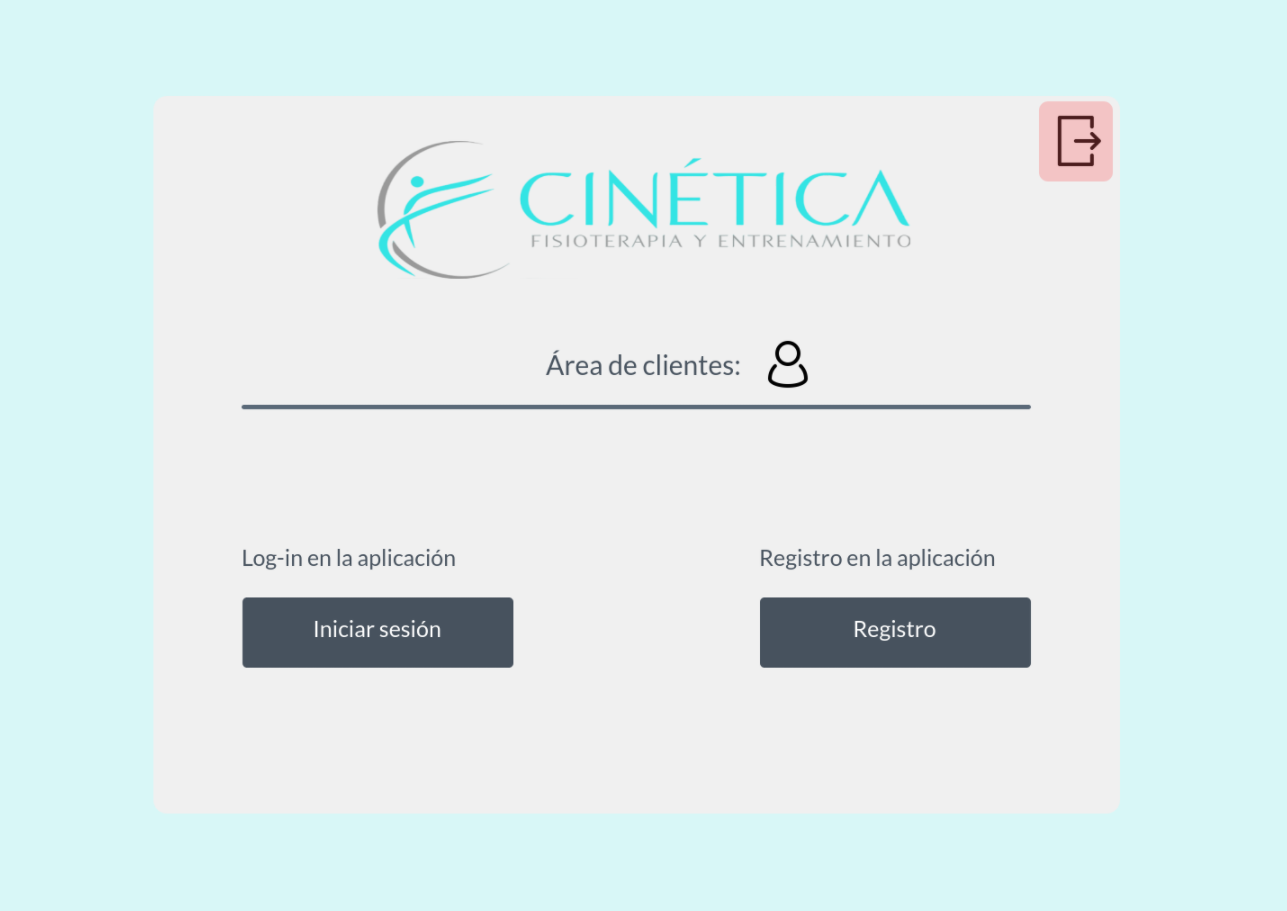 CINÉTICA
FISIOTERAPIA Y ENTRENAMIENTO
Área de clientes:
Log-in en la aplicación
Registro en la aplicación
Iniciar sesión
Registro